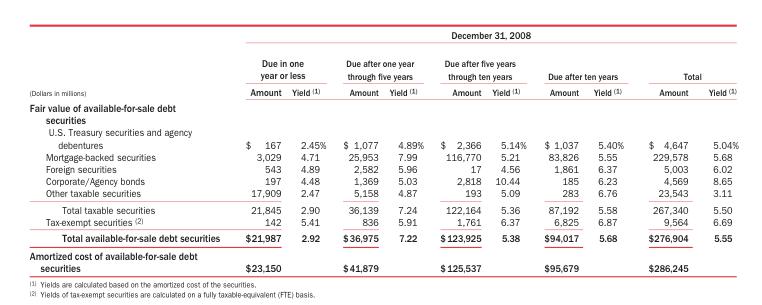 December 31, 2008
Due in one Due after one year Due after five years
year or less through five years through ten years Due after ten years Total
(Dollars in millions) Amount Yield (1) Amount Yield (1) Amount Yield (1) Amount Yield (1) Amount Yield (1)
Fair value of available-for-sale debt
securities
U.S. Treasury securities and agency
debentures $ 167 2.45% $ 1,077 4.89% $ 2,366 5.14% $ 1,037 5.40% $ 4,647 5.04%
Mortgage-backed securities 3,029 4.71 25,953 7.99 116,770 5.21 83,826 5.55 229,578 5.68
Foreign securities 543 4.89 2,582 5.96 17 4.56 1,861 6.37 5,003 6.02
Corporate/Agency bonds 197 4.48 1,369 5.03 2,818 10.44 185 6.23 4,569 8.65
Other taxable securities 17,909 2.47 5,158 4.87 193 5.09 283 6.76 23,543 3.11
Total taxable securities 21,845 2.90 36,139 7.24 122,164 5.36 87,192 5.58 267,340 5.50
Tax-exempt securities (2) 142 5.41 836 5.91 1,761 6.37 6,825 6.87 9,564 6.69
Total available-for-sale debt securities $21,987 2.92 $36,975 7.22 $123,925 5.38 $94,017 5.68 $276,904 5.55
Amortized cost of available-for-sale debt
securities $23,150 $41,879 $125,537 $95,679 $286,245
(1) Yields are calculated based on the amortized cost of the securities.
(2) Yields of tax-exempt securities are calculated on a fully taxable-equivalent (FTE) basis.